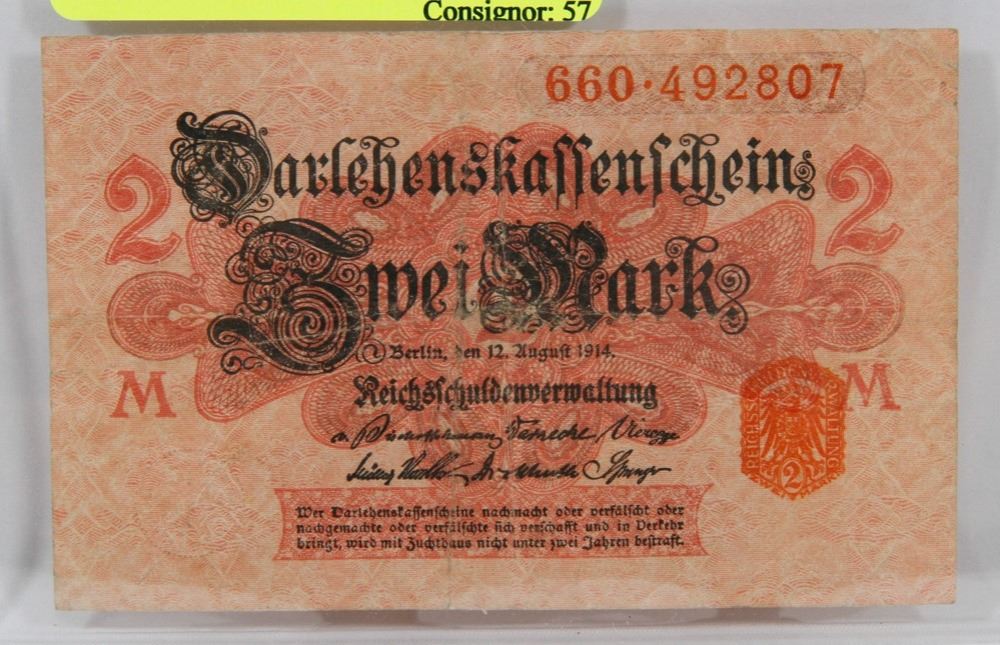 Consignor: 57
660·492807
2 Darlehenskassenschein 2
Zwei Mark
Berlin, den 12. August 1914.
M M
Reichsschuldenverwaltung
Wer Darlehenskassenscheine nachmacht oder verfälscht oder
nachgemachte oder verfälschte sich verschafft und in Verkehr
bringt, wird mit Zuchthaus nicht unter zwei Jahren bestraft.
2